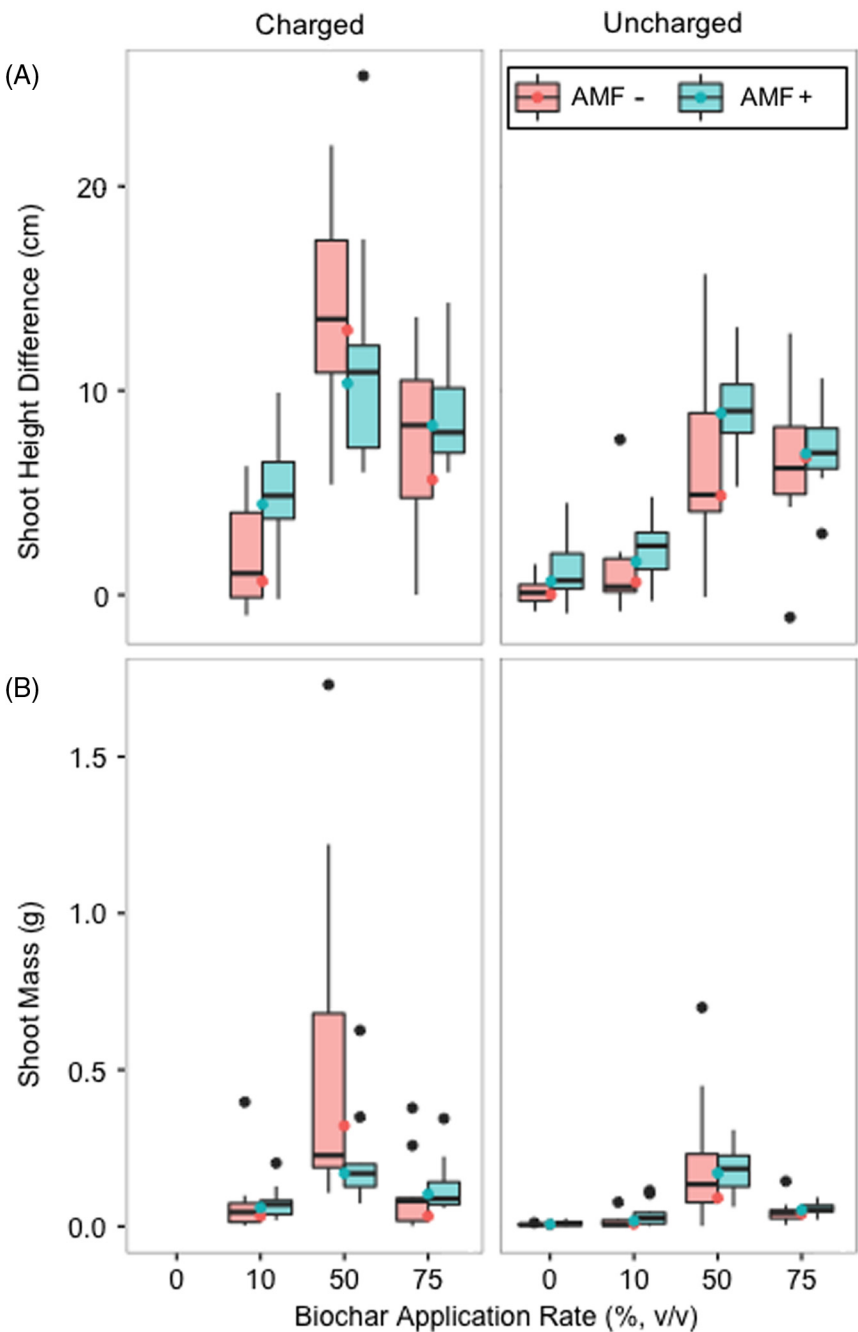 Charged Uncharged
(A)
AMF - AMF +
Shoot Height Difference (cm)
20
10
0
(B)
Shoot Mass (g)
1.5
1.0
0.5
0.0
0 10 50 75 0 10 50 75
Biochar Application Rate (%, v/v)